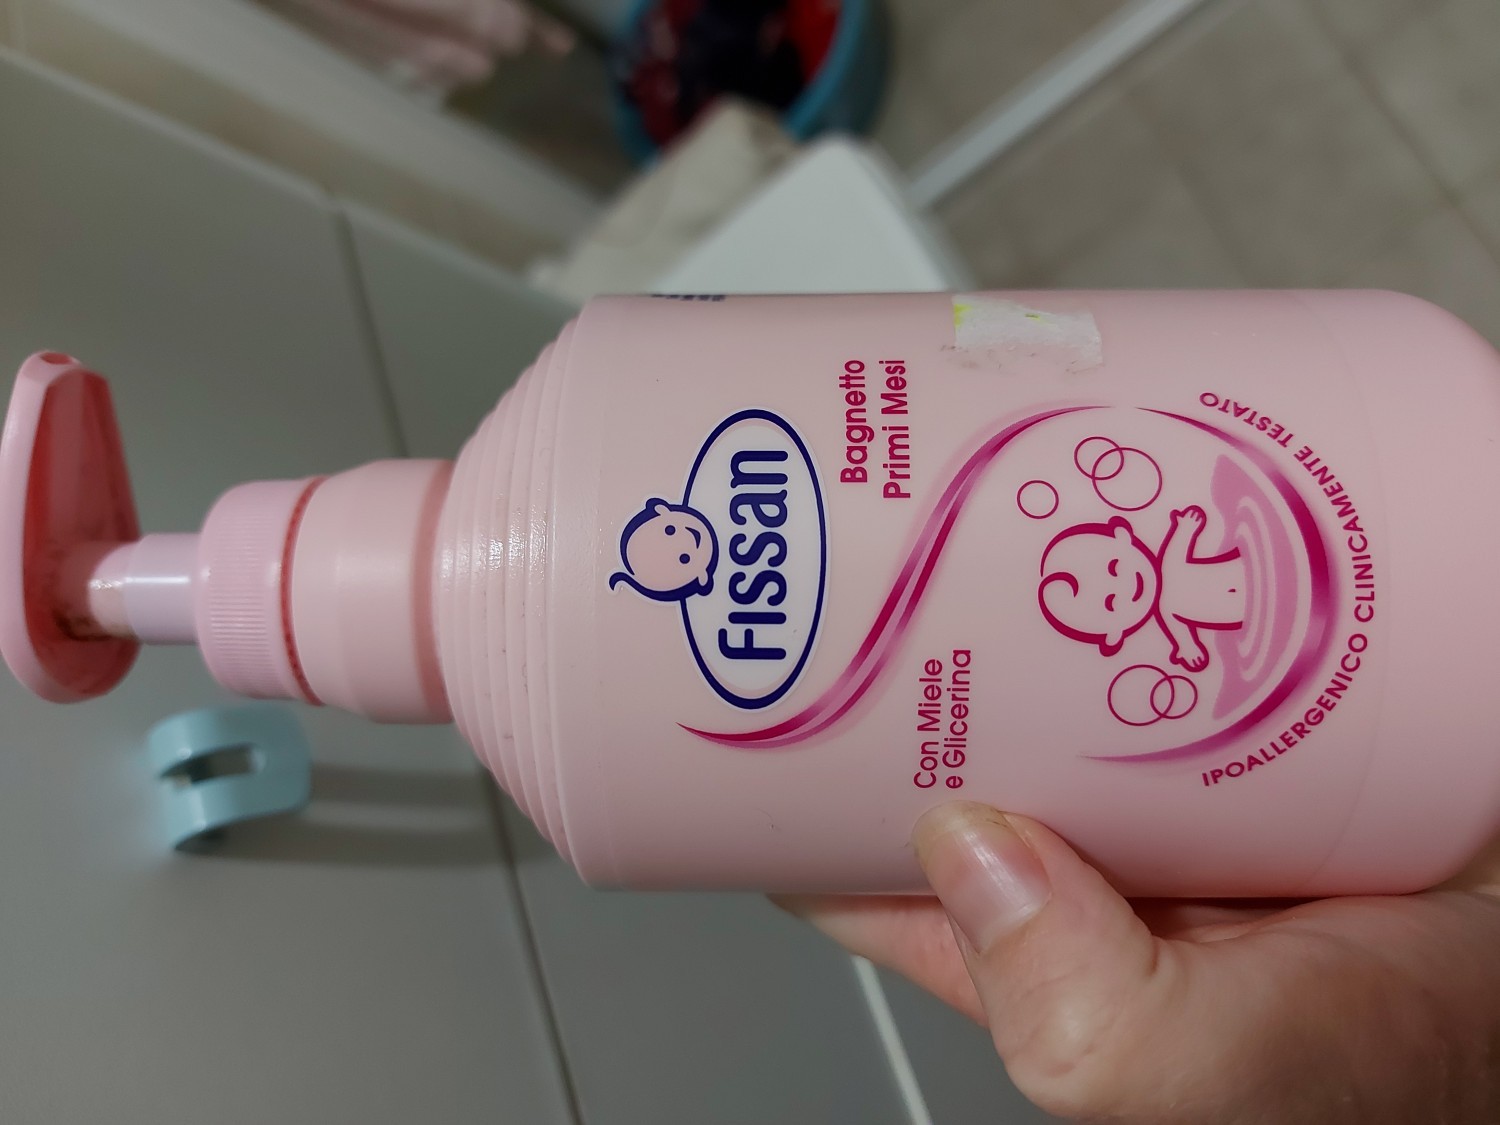 Fissan
Bagnetto
Primi Mesi
Con Miele
e Glicerina
IPOALLERGENICO CLINICAMENTE TESTATO